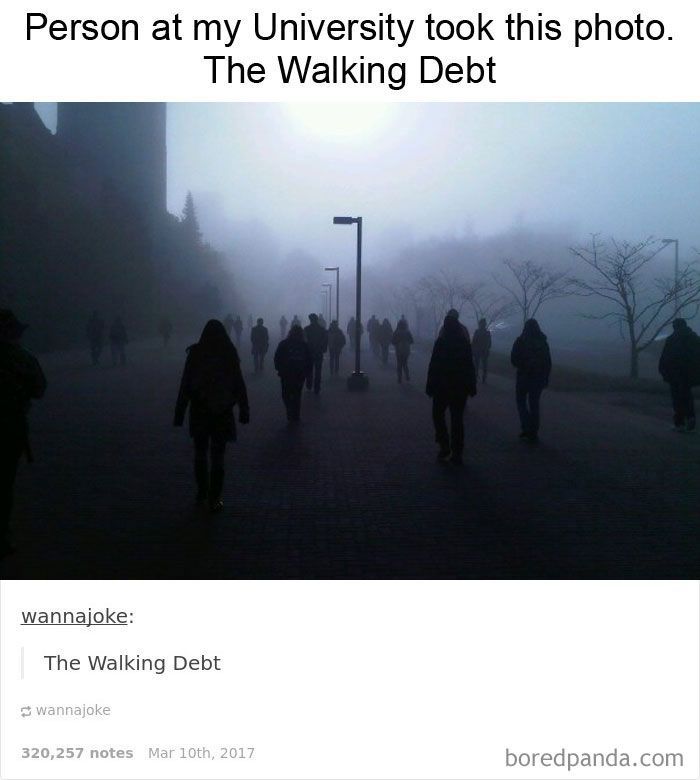 Person at my University took this photo.
The Walking Debt
wannajoke:
The Walking Debt
wannajoke
320,257 notes Mar 10th, 2017
boredpanda.com